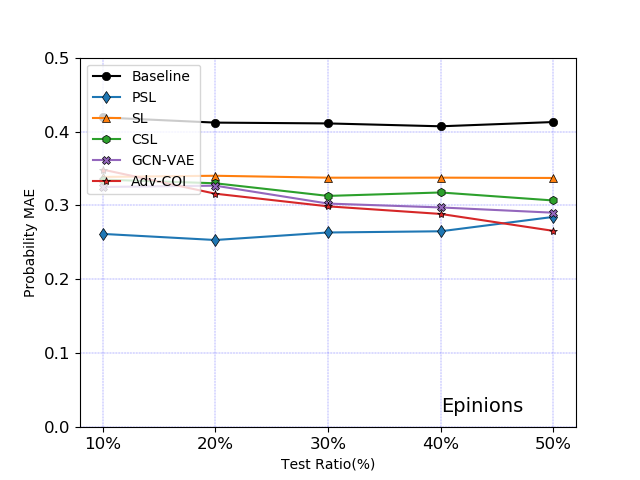 0.5
0.4
0.3
0.2
0.1
0.0
Probability MAE
Baseline
PSL
SL
CSL
GCN-VAE
Adv-COI
Epinions
10% 20% 30% 40% 50%
Test Ratio(%)